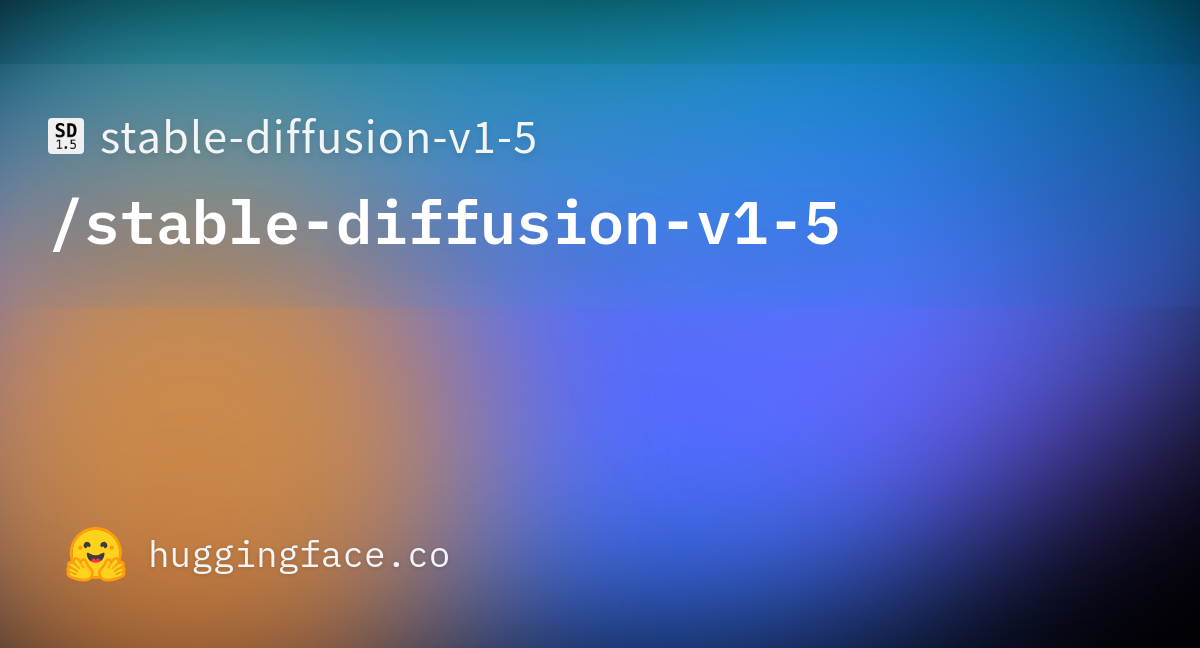 SD
1.5
stable-diffusion-v1-5
/stable-diffusion-v1-5
huggingface.co